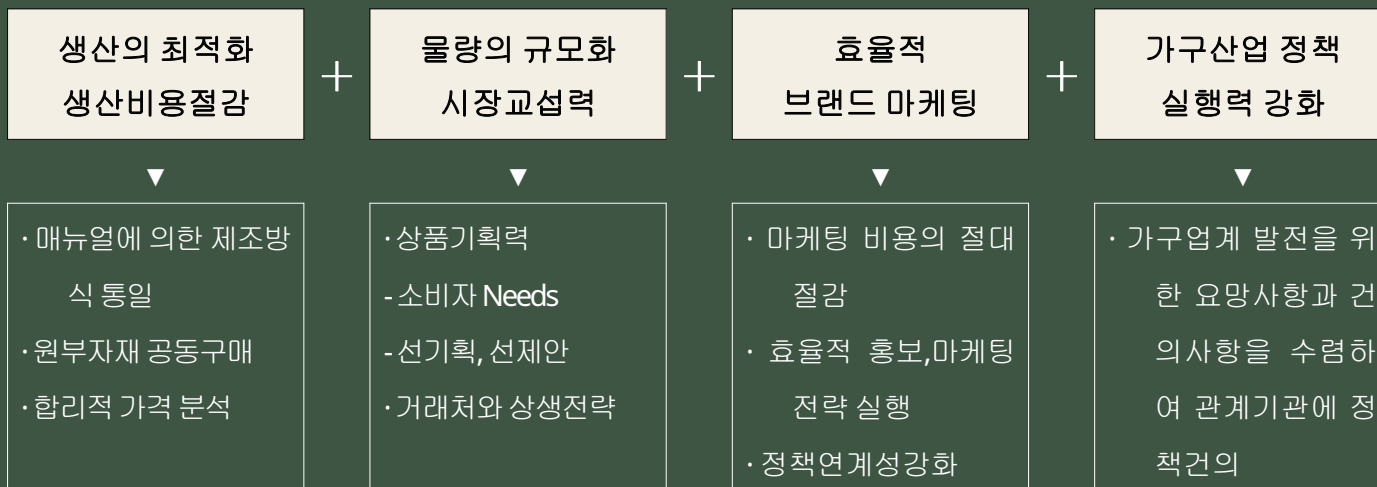 생산의 최적화
생산비용절감
+
물량의 규모화
시장교섭력
+
효율적
브랜드 마케팅
+
가구산업 정책
실행력 강화
▼
▼
▼
▼
· 매뉴얼에 의한 제조방
식 통일
· 원부자재 공동구매
· 합리적 가격 분석
· 상품기획력
- 소비자 Needs
- 선기획, 선제안
· 거래처와 상생전략
· 마케팅 비용의 절대
절감
· 효율적 홍보,마케팅
전략 실행
· 정책연계성강화
· 가구업계 발전을 위
한 요망사항과 건
의사항을 수렴하
여 관계기관에 정
책건의